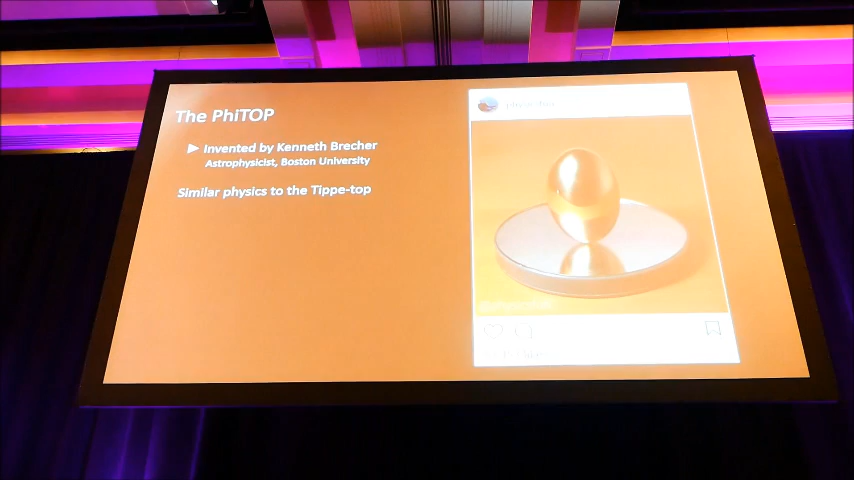 The PhiTOP
Invented by Kenneth Brecher
Astrophysicist, Boston University
Similar physics to the Tippe-top